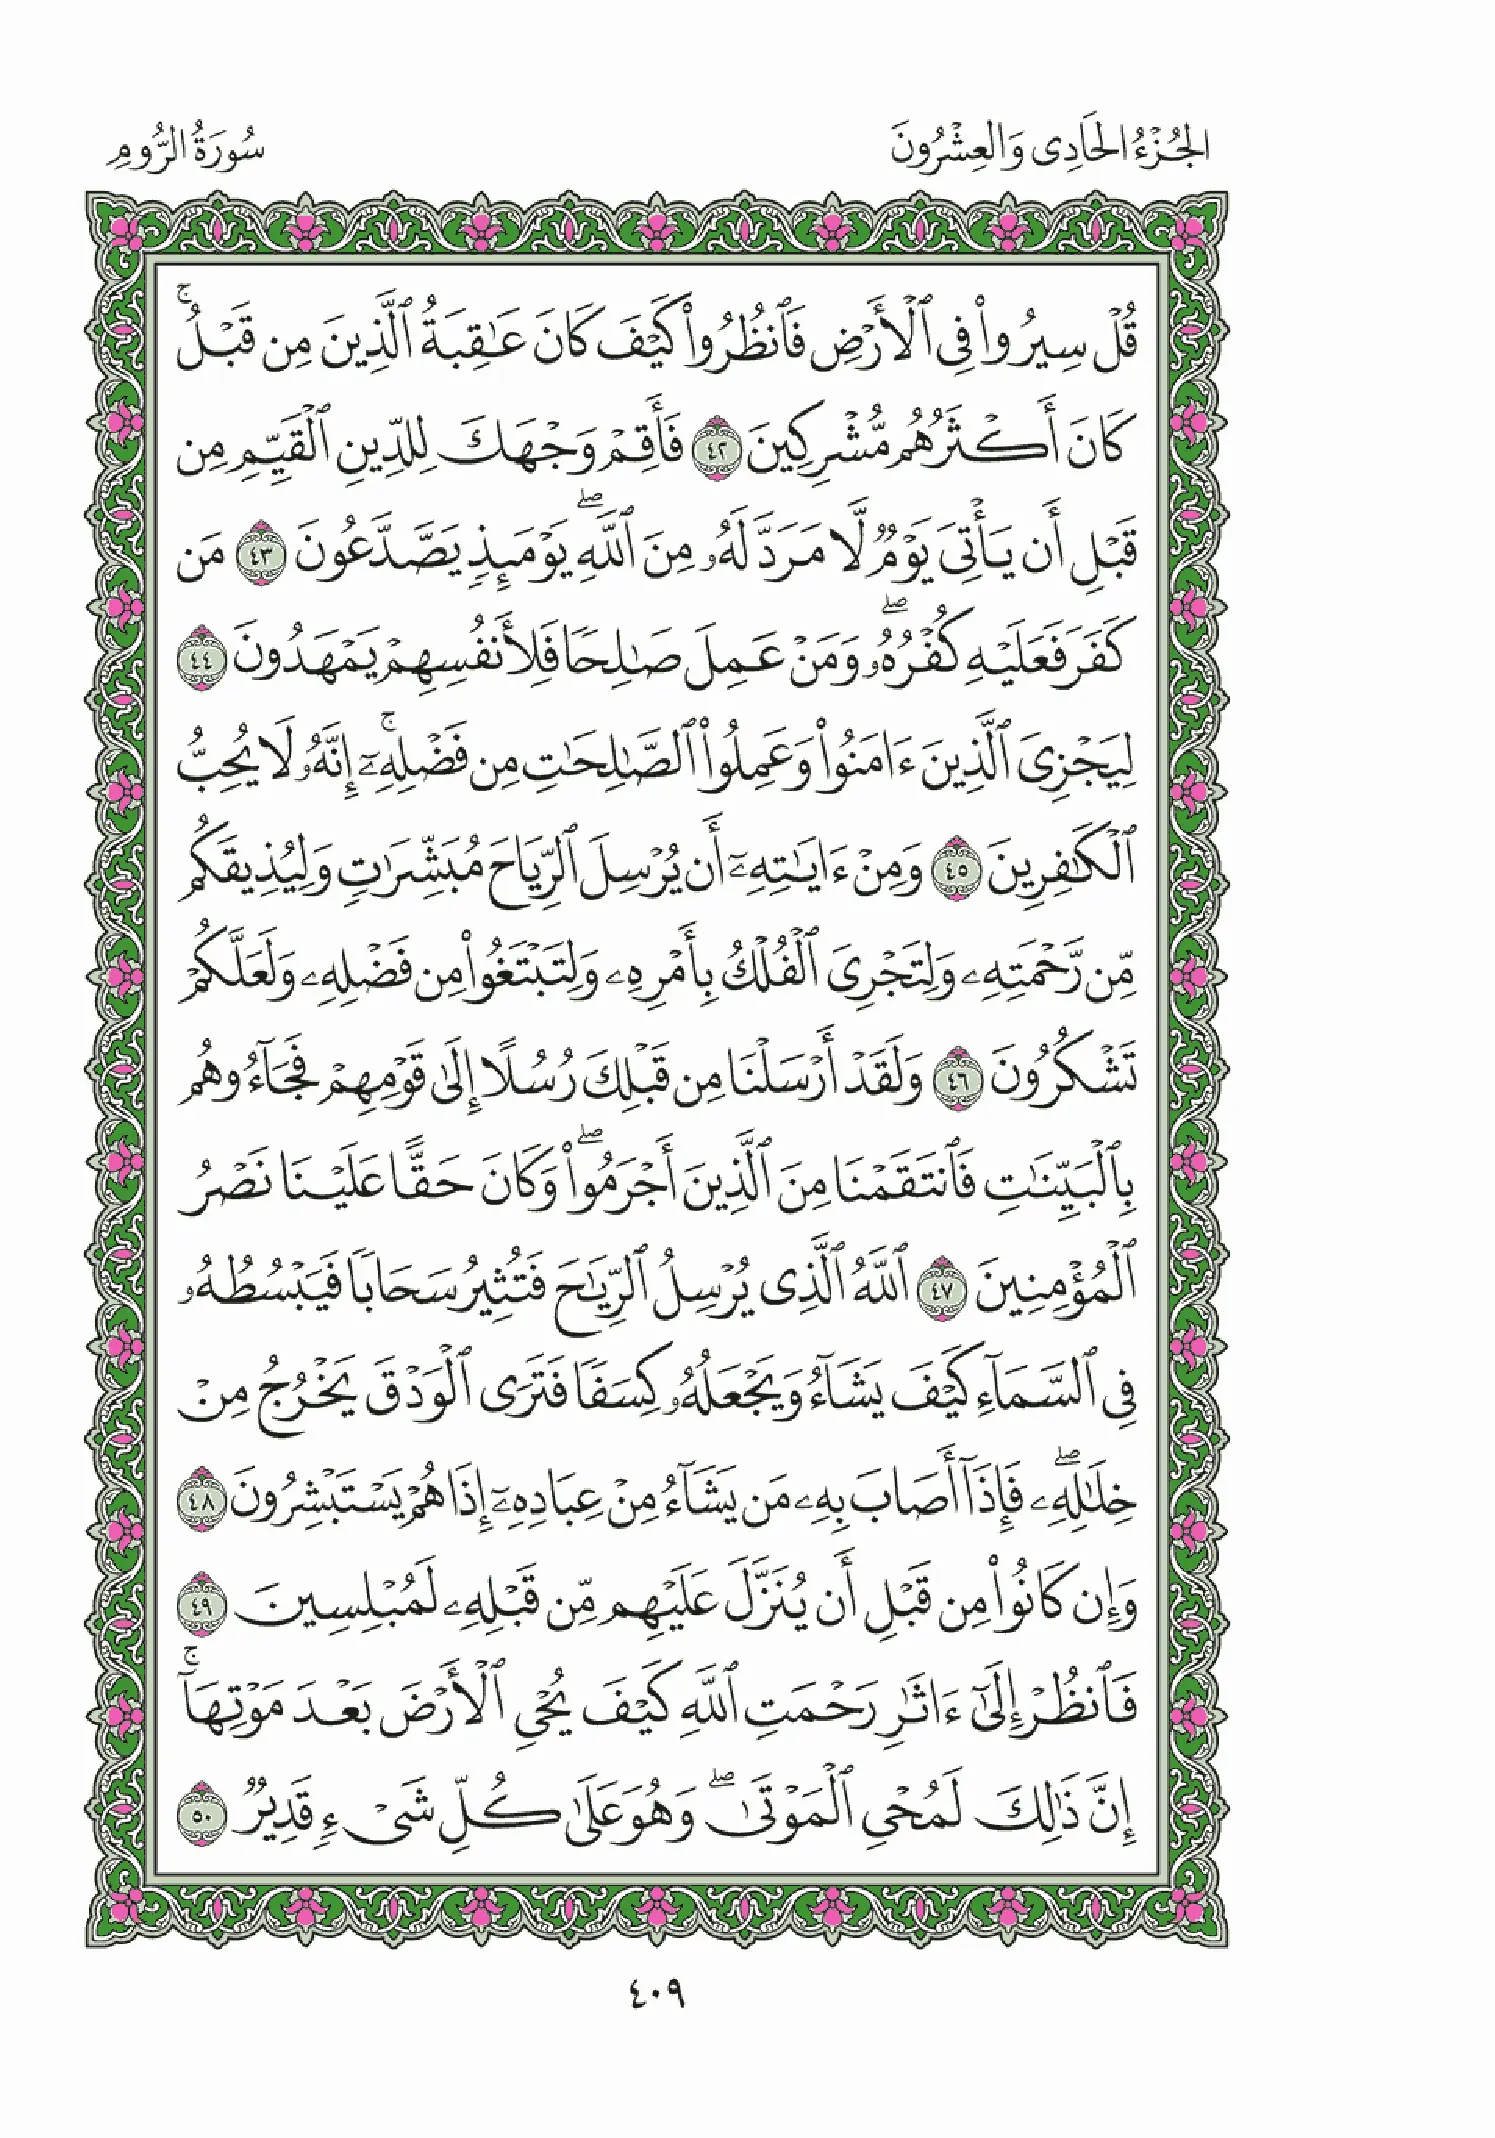 الجُزْءُ الحَادِى وَالعِشْرُونَ
سُورَةُ الرُّومِ
قُلْ سِيرُوا۟ فِى ٱلْأَرْضِ فَٱنظُرُوا۟ كَيْفَ كَانَ عَـٰقِبَةُ ٱلَّذِينَ مِن قَبْلُ ۚ
كَانَ أَكْثَرُهُم مُّشْرِكِينَ ٤٢ فَأَقِمْ وَجْهَكَ لِلدِّينِ ٱلْقَيِّمِ مِن
قَبْلِ أَن يَأْتِىَ يَوْمٌ لَّا مَرَدَّ لَهُۥ مِنَ ٱللَّهِ ۖ يَوْمَئِذٍ يَصَّدَّعُونَ ٤٣ مَن
كَفَرَ فَعَلَيْهِ كُفْرُهُۥ ۖ وَمَنْ عَمِلَ صَـٰلِحًا فَلِأَنفُسِهِمْ يَمْهَدُونَ ٤٤
لِيَجْزِىَ ٱلَّذِينَ ءَامَنُوا۟ وَعَمِلُوا۟ ٱلصَّـٰلِحَـٰتِ مِن فَضْلِهِۦٓ ۚ إِنَّهُۥ لَا يُحِبُّ
ٱلْكَـٰفِرِينَ ٤٥ وَمِنْ ءَايَـٰتِهِۦٓ أَن يُرْسِلَ ٱلرِّيَاحَ مُبَشِّرَٰتٍ وَلِيُذِيقَكُم
مِّن رَّحْمَتِهِۦ وَلِتَجْرِىَ ٱلْفُلْكُ بِأَمْرِهِۦ وَلِتَبْتَغُوا۟ مِن فَضْلِهِۦ وَلَعَلَّكُمْ
تَشْكُرُونَ ٤٦ وَلَقَدْ أَرْسَلْنَا مِن قَبْلِكَ رُسُلًا إِلَىٰ قَوْمِهِمْ فَجَآءُوهُم
بِٱلْبَيِّنَـٰتِ فَٱنتَقَمْنَا مِنَ ٱلَّذِينَ أَجْرَمُوا۟ ۖ وَكَانَ حَقًّا عَلَيْنَا نَصْرُ
ٱلْمُؤْمِنِينَ ٤٧ ٱللَّهُ ٱلَّذِى يُرْسِلُ ٱلرِّيَـٰحَ فَتُثِيرُ سَحَابًا فَيَبْسُطُهُۥ
فِى ٱلسَّمَآءِ كَيْفَ يَشَآءُ وَيَجْعَلُهُۥ كِسَفًا فَتَرَى ٱلْوَدْقَ يَخْرُجُ مِنْ
خِلَـٰلِهِۦ ۖ فَإِذَآ أَصَابَ بِهِۦ مَن يَشَآءُ مِنْ عِبَادِهِۦٓ إِذَا هُمْ يَسْتَبْشِرُونَ ٤٨
وَإِن كَانُوا۟ مِن قَبْلِ أَن يُنَزَّلَ عَلَيْهِم مِّن قَبْلِهِۦ لَمُبْلِسِينَ ٤٩
فَٱنظُرْ إِلَىٰٓ ءَاثَـٰرِ رَحْمَتِ ٱللَّهِ كَيْفَ يُحْىِ ٱلْأَرْضَ بَعْدَ مَوْتِهَآ ۚ
إِنَّ ذَٰلِكَ لَمُحْىِ ٱلْمَوْتَىٰ ۖ وَهُوَ عَلَىٰ كُلِّ شَىْءٍ قَدِيرٌ ٥٠
٤٠٩